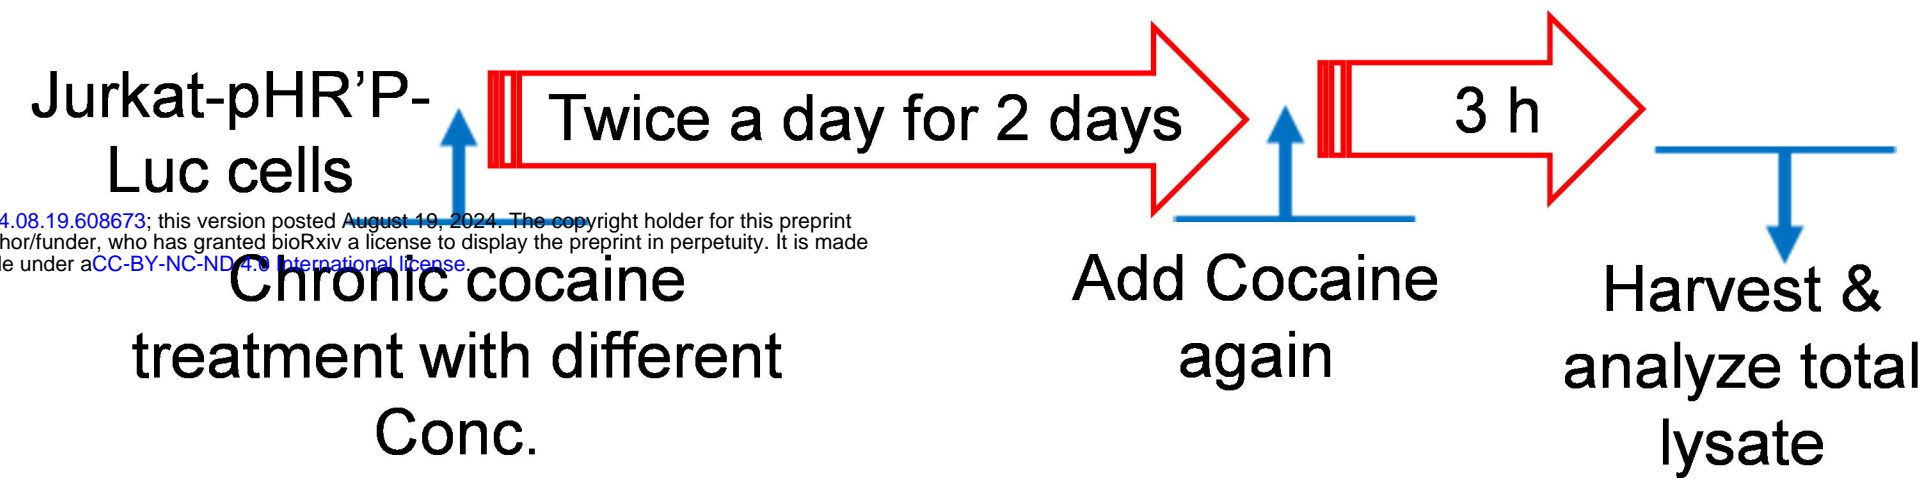 Jurkat-pHR’P-
Luc cells
Twice a day for 2 days
3 h
4.08.19.608673; this version posted August 19, 2024. The copyright holder for this preprint
hor/funder, who has granted bioRxiv a license to display the preprint in perpetuity. It is made
le under aCC-BY-NC-ND 4.0 International license.
Chronic cocaine
treatment with different
Conc.
Add Cocaine
again
Harvest &
analyze total
lysate